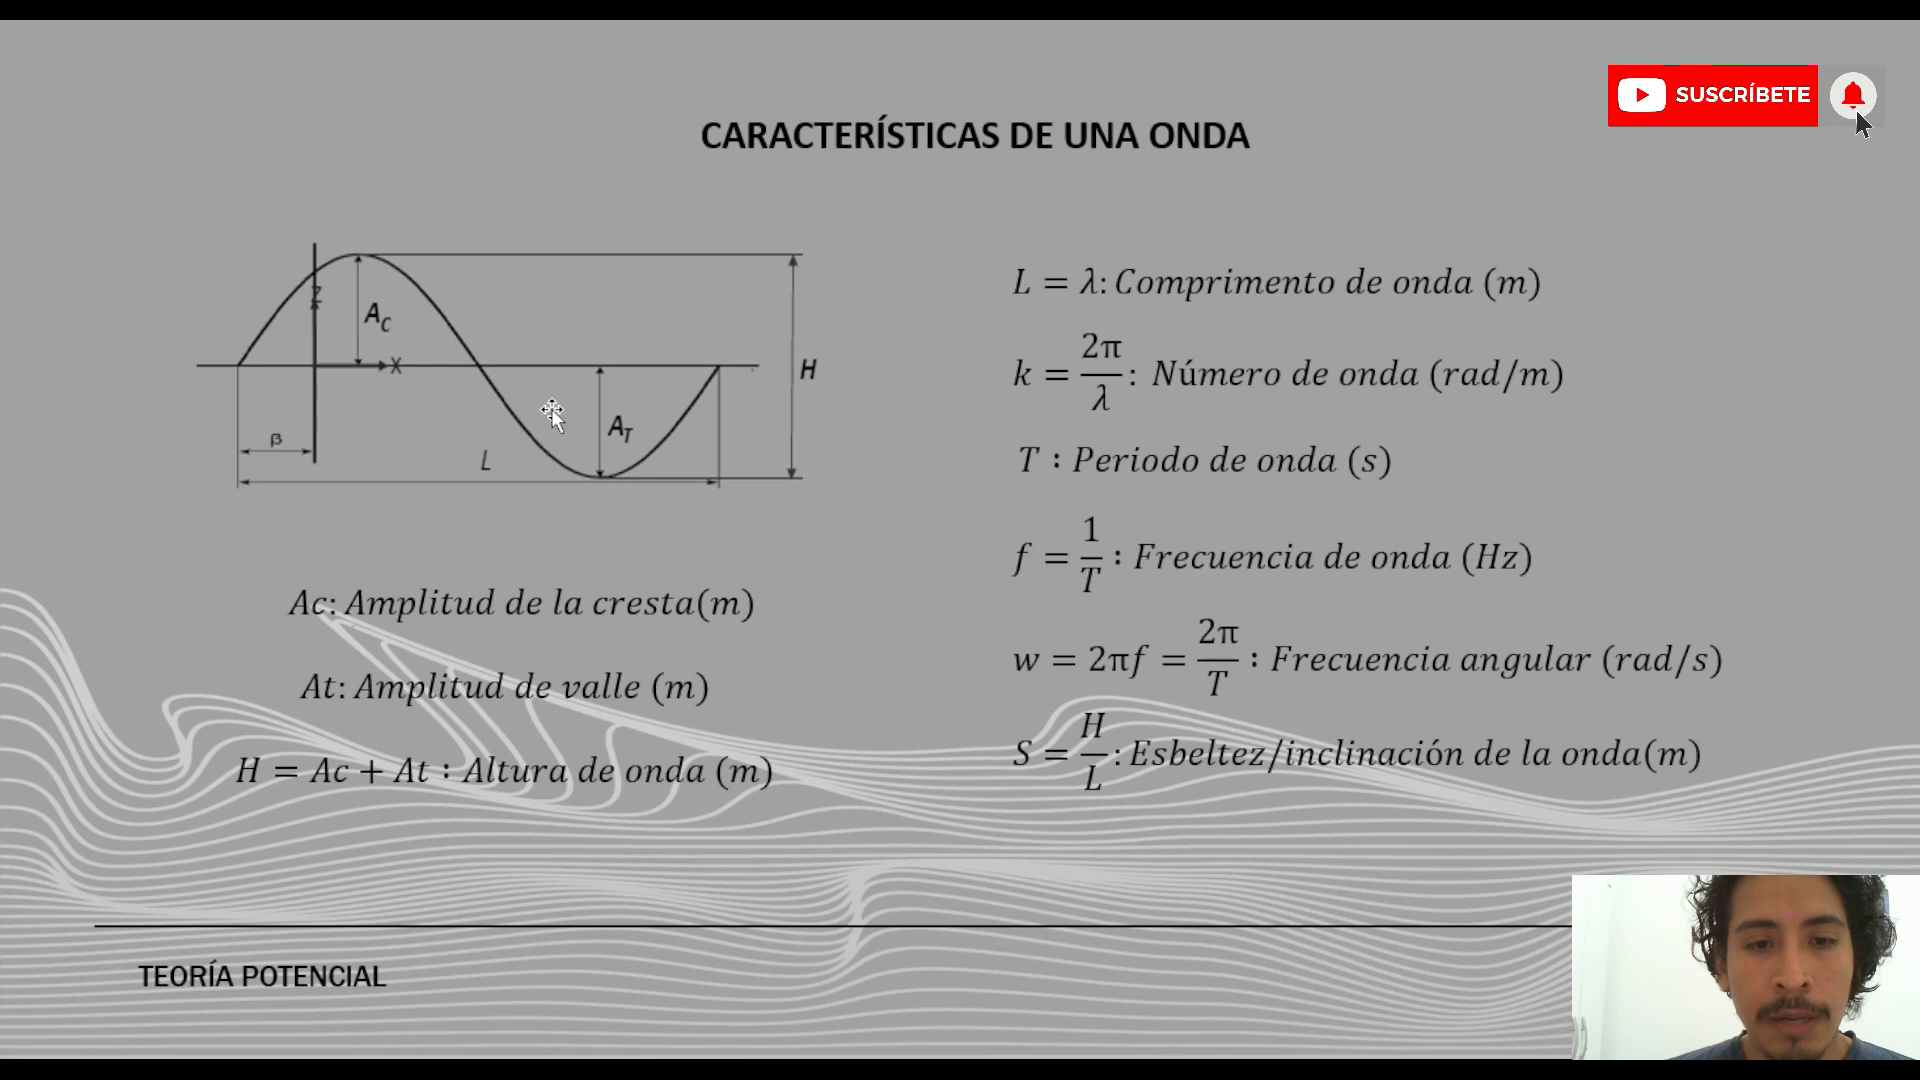 SUSCRÍBETE
CARACTERÍSTICAS DE UNA ONDA
Z
A_C
X
H
β
A_T
L
L = λ: Comprimento de onda (m)
k = 2π/λ : Número de onda (rad/m)
T : Periodo de onda (s)
f = 1/T : Frecuencia de onda (Hz)
w = 2πf = 2π/T : Frecuencia angular (rad/s)
S = H/L : Esbeltez/inclinación de la onda(m)
Ac: Amplitud de la cresta(m)
At: Amplitud de valle (m)
H = Ac + At : Altura de onda (m)
TEORÍA POTENCIAL